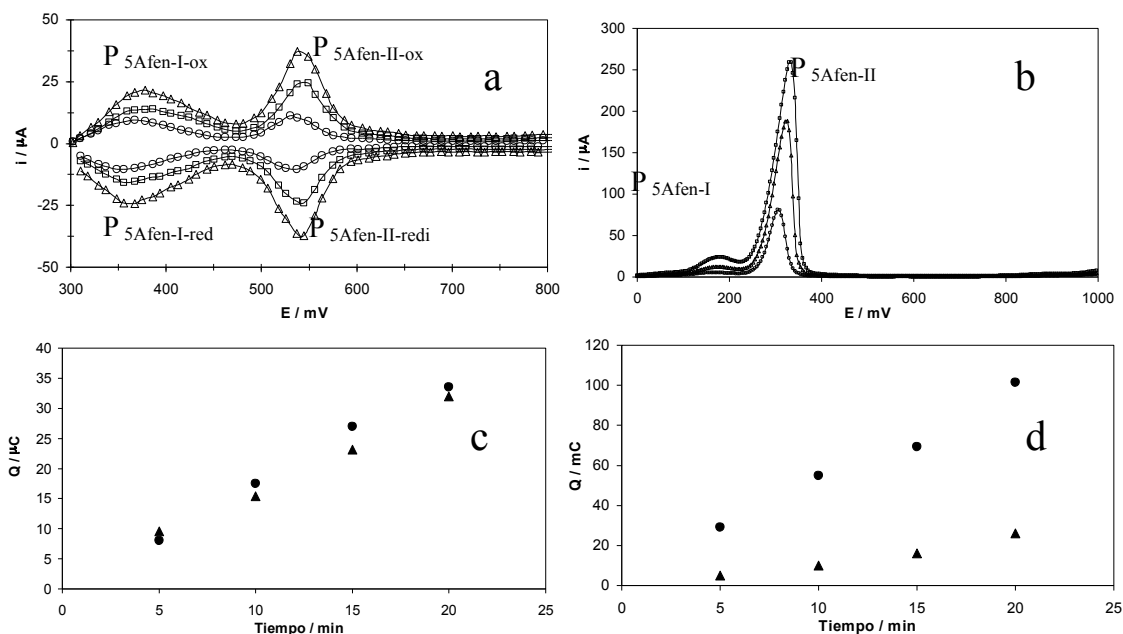 50
25
0
-25
-50
i / µA
P 5Afen-I-ox
P 5Afen-II-ox
a
P 5Afen-I-red
P 5Afen-II-redi
300 400 500 600 700 800
E / mV
300
250
200
150
100
50
0
i / µA
P 5Afen-II
b
P 5Afen-I
0 200 400 600 800 1000
E / mV
40
35
30
25
20
15
10
5
0
Q / µC
c
0 5 10 15 20 25
Tiempo / min
120
100
80
60
40
20
0
Q / mC
d
0 5 10 15 20 25
Tiempo / min